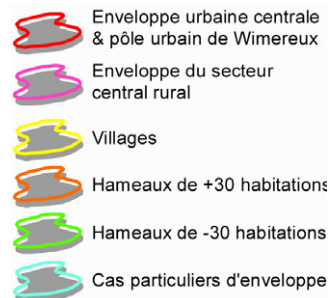 Enveloppe urbaine centrale
& pôle urbain de Wimereux
Enveloppe du secteur
central rural
Villages
Hameaux de +30 habitations
Hameaux de -30 habitations
Cas particuliers d'enveloppe